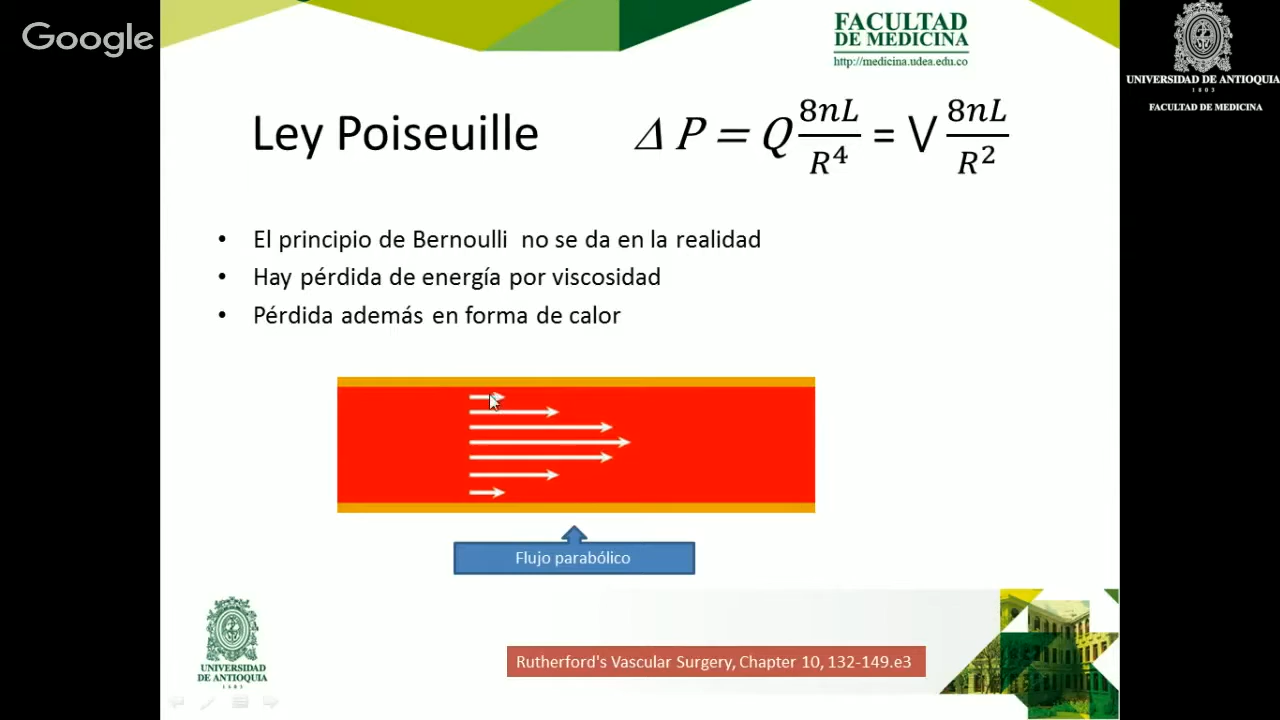 Google
FACULTAD
DE MEDICINA
http://medicina.udea.edu.co
UNIVERSIDAD DE ANTIOQUIA
1803
FACULTAD DE MEDICINA
Ley Poiseuille
Δ P = Q 8nL/R⁴ = V 8nL/R²
• El principio de Bernoulli no se da en la realidad
• Hay pérdida de energía por viscosidad
• Pérdida además en forma de calor
Flujo parabólico
UNIVERSIDAD
DE ANTIOQUIA
1803
Rutherford's Vascular Surgery, Chapter 10, 132-149.e3